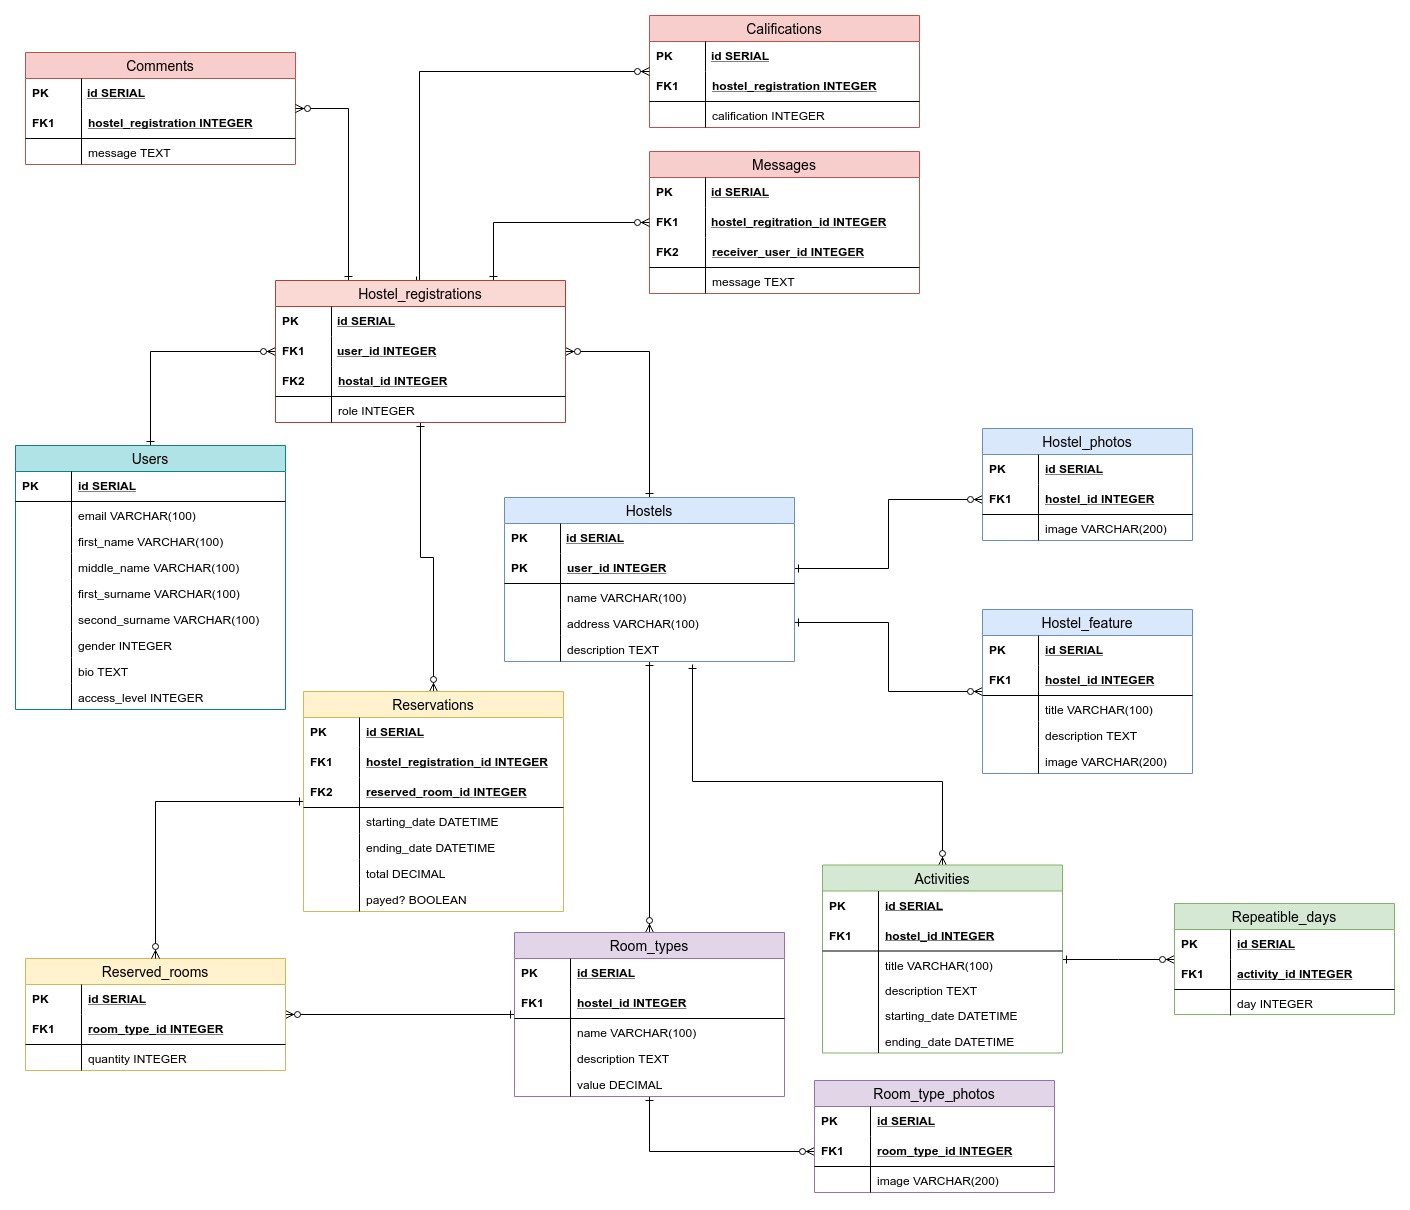 Califications
PK id SERIAL
FK1 hostel_registration INTEGER
calification INTEGER
Comments
PK id SERIAL
FK1 hostel_registration INTEGER
message TEXT
Messages
PK id SERIAL
FK1 hostel_regitration_id INTEGER
FK2 receiver_user_id INTEGER
message TEXT
Hostel_registrations
PK id SERIAL
FK1 user_id INTEGER
FK2 hostal_id INTEGER
role INTEGER
Users
PK id SERIAL
email VARCHAR(100)
first_name VARCHAR(100)
middle_name VARCHAR(100)
first_surname VARCHAR(100)
second_surname VARCHAR(100)
gender INTEGER
bio TEXT
access_level INTEGER
Hostels
PK id SERIAL
PK user_id INTEGER
name VARCHAR(100)
address VARCHAR(100)
description TEXT
Hostel_photos
PK id SERIAL
FK1 hostel_id INTEGER
image VARCHAR(200)
Hostel_feature
PK id SERIAL
FK1 hostel_id INTEGER
title VARCHAR(100)
description TEXT
image VARCHAR(200)
Reservations
PK id SERIAL
FK1 hostel_registration_id INTEGER
FK2 reserved_room_id INTEGER
starting_date DATETIME
ending_date DATETIME
total DECIMAL
payed? BOOLEAN
Activities
PK id SERIAL
FK1 hostel_id INTEGER
title VARCHAR(100)
description TEXT
starting_date DATETIME
ending_date DATETIME
Repeatible_days
PK id SERIAL
FK1 activity_id INTEGER
day INTEGER
Reserved_rooms
PK id SERIAL
FK1 room_type_id INTEGER
quantity INTEGER
Room_types
PK id SERIAL
FK1 hostel_id INTEGER
name VARCHAR(100)
description TEXT
value DECIMAL
Room_type_photos
PK id SERIAL
FK1 room_type_id INTEGER
image VARCHAR(200)